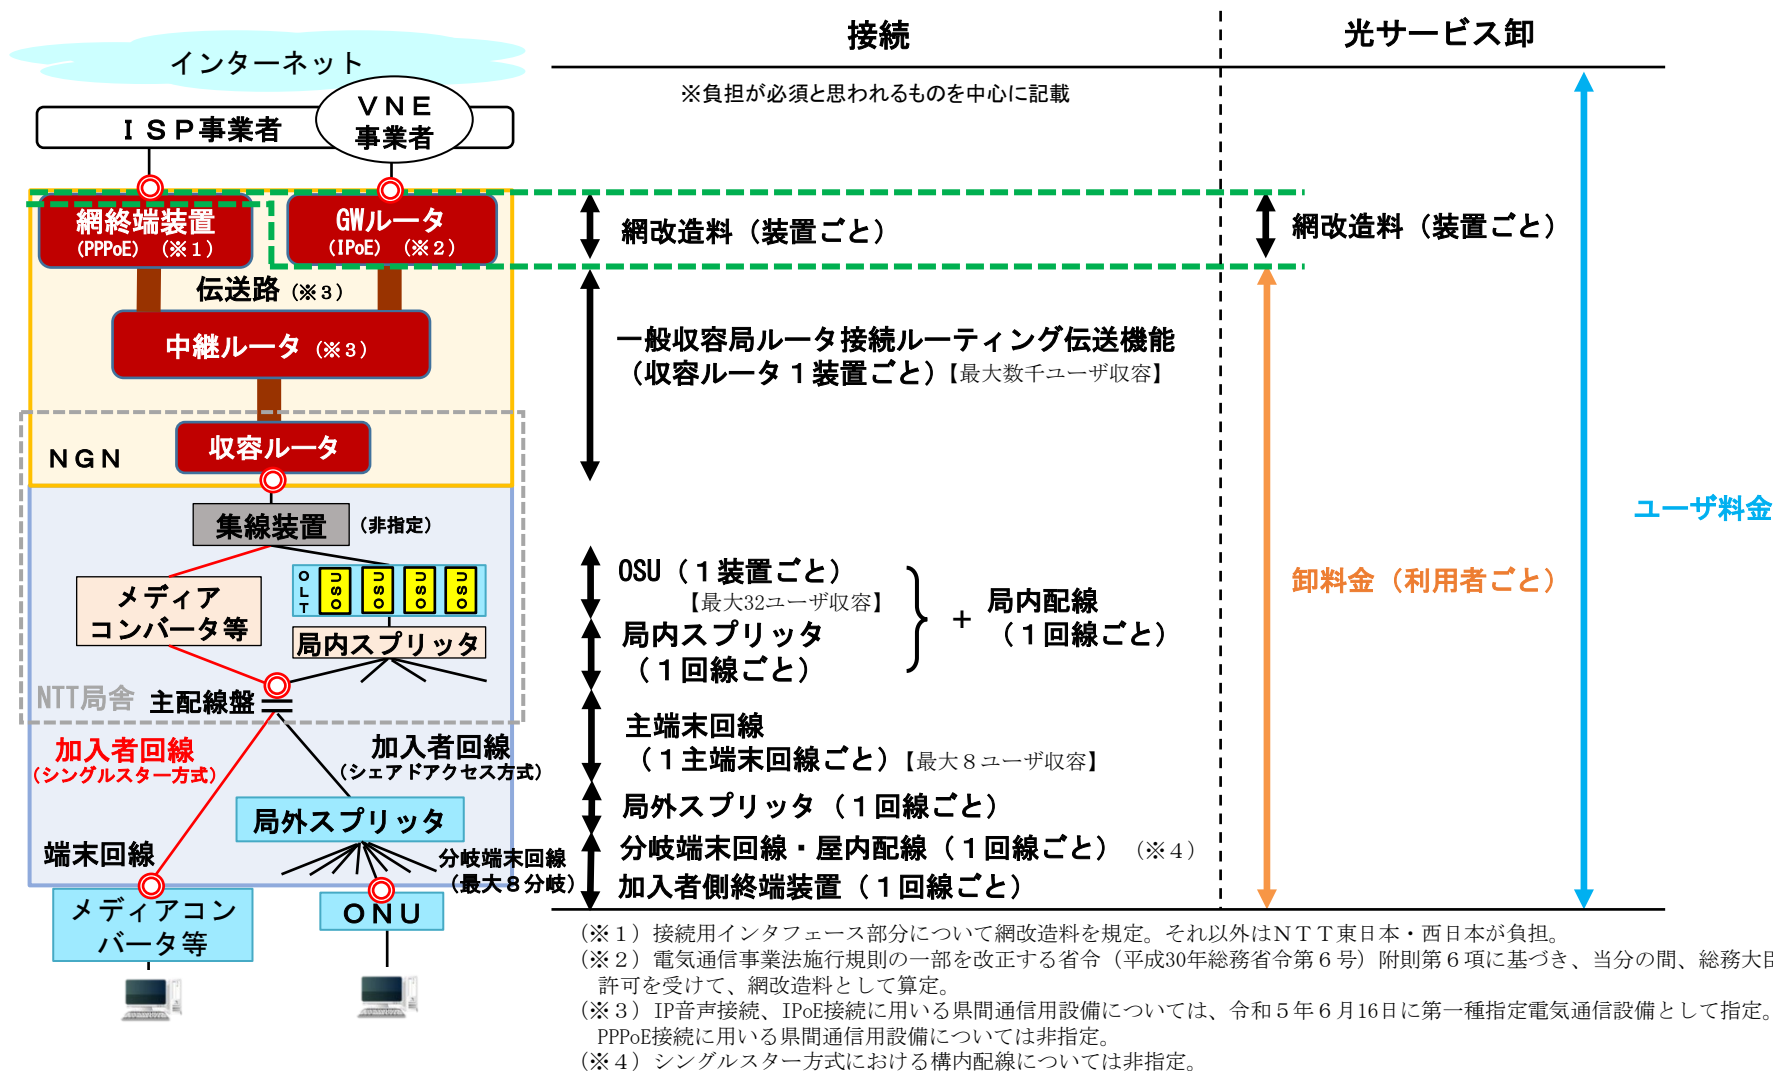 接続
光サービス卸
インターネット
※負担が必須と思われるものを中心に記載
ＶＮＥ
事業者
ＩＳＰ事業者
網終端装置
(PPPoE) (※１)
GWルータ
(IPoE) (※２)
網改造料（装置ごと）
網改造料（装置ごと）
伝送路 (※３)
中継ルータ (※３)
一般収容局ルータ接続ルーティング伝送機能
（収容ルータ１装置ごと）【最大数千ユーザ収容】
収容ルータ
ＮＧＮ
集線装置
(非指定)
ユーザ料金
メディア
コンバータ等
OLT
OSU
OSU
OSU
OSU
局内スプリッタ
OSU（１装置ごと）
【最大32ユーザ収容】
局内スプリッタ
（１回線ごと）
＋
局内配線
（１回線ごと）
卸料金（利用者ごと）
NTT局舎
主配線盤
主端末回線
（１主端末回線ごと）【最大８ユーザ収容】
加入者回線
(シングルスター方式)
加入者回線
(シェアドアクセス方式)
局外スプリッタ
局外スプリッタ（１回線ごと）
端末回線
分岐端末回線
(最大８分岐)
分岐端末回線・屋内配線（１回線ごと）（※４）
加入者側終端装置（１回線ごと）
メディアコン
バータ等
ＯＮＵ
（※１）接続用インタフェース部分について網改造料を規定。それ以外はＮＴＴ東日本・西日本が負担。
（※２）電気通信事業法施行規則の一部を改正する省令（平成30年総務省令第６号）附則第６項に基づき、当分の間、総務大臣
許可を受けて、網改造料として算定。
（※３）IP音声接続、IPoE接続に用いる県間通信用設備については、令和５年６月16日に第一種指定電気通信設備として指定。
PPPoE接続に用いる県間通信用設備については非指定。
（※４）シングルスター方式における構内配線については非指定。